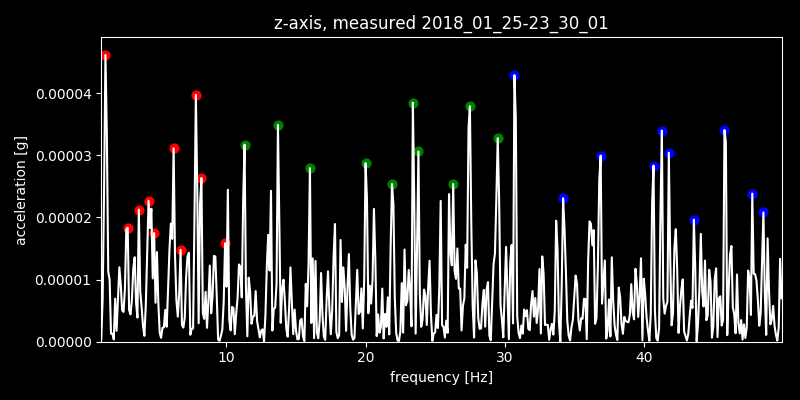 z-axis, measured 2018_01_25-23_30_01
acceleration [g]
0.00004
0.00003
0.00002
0.00001
0.00000
10 20 30 40
frequency [Hz]